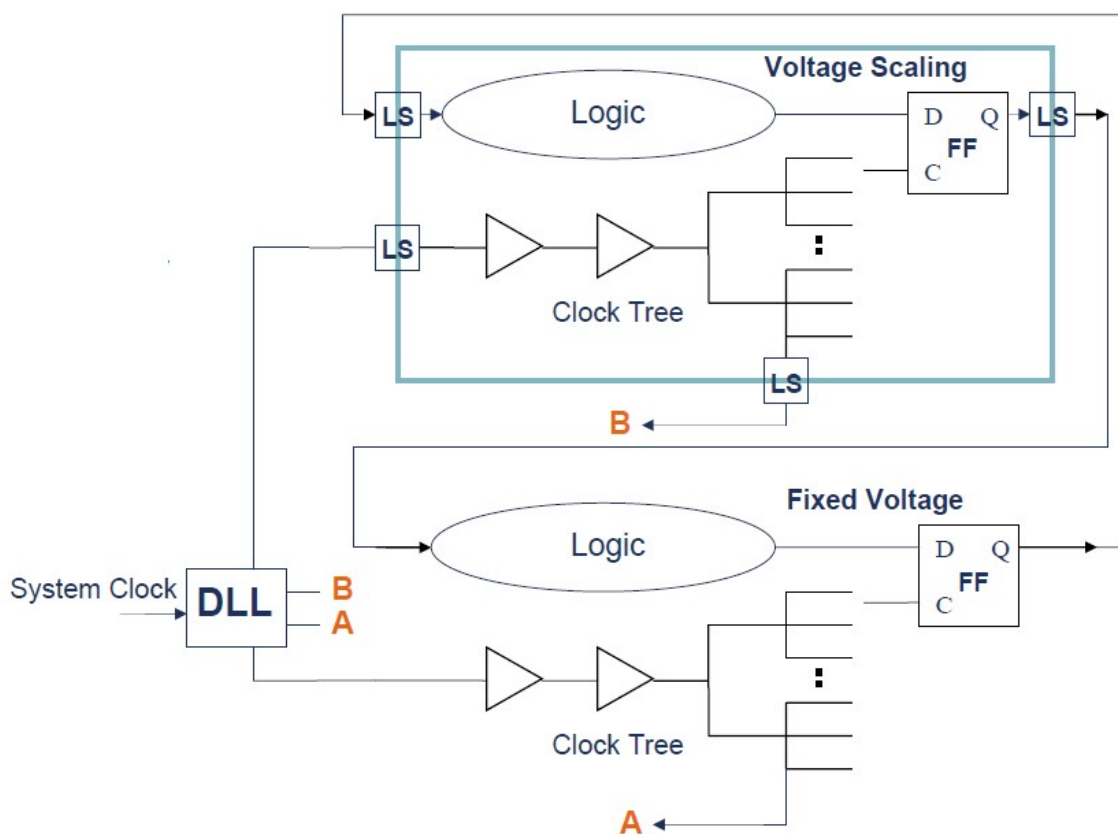 Voltage Scaling
LS
Logic
D Q
FF
C
LS
LS
Clock Tree
LS
B
Fixed Voltage
Logic
D Q
FF
C
System Clock
DLL
B
A
Clock Tree
A